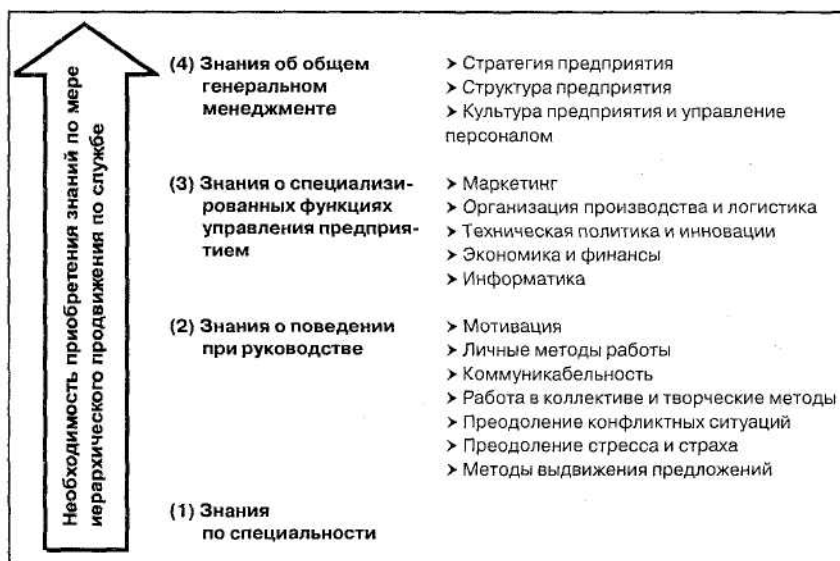 Необходимость приобретения знаний по мере
иерархического продвижения по службе
(4) Знания об общем
генеральном
менеджменте
➤ Стратегия предприятия
➤ Структура предприятия
➤ Культура предприятия и управление
персоналом
(3) Знания о специализи-
рованных функциях
управления предприя-
тием
➤ Маркетинг
➤ Организация производства и логистика
➤ Техническая политика и инновации
➤ Экономика и финансы
➤ Информатика
(2) Знания о поведении
при руководстве
➤ Мотивация
➤ Личные методы работы
➤ Коммуникабельность
➤ Работа в коллективе и творческие методы
➤ Преодоление конфликтных ситуаций
➤ Преодоление стресса и страха
➤ Методы выдвижения предложений
(1) Знания
по специальности